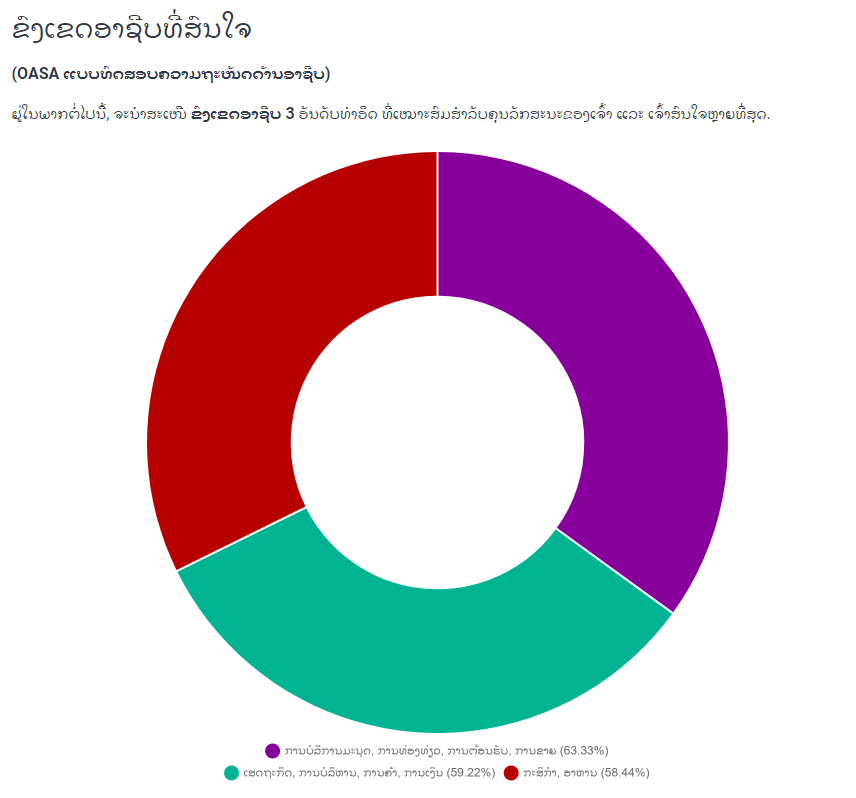 ຂົງເຂດອາຊີບທີ່ສົນໃຈ
(OASA ແບບທົດສອບຄວາມຖະໜັດດ້ານອາຊີບ)
ຢູ່ໃນພາກຕໍ່ໄປນີ້, ຈະນໍາສະເໜີ ຂົງເຂດອາຊີບ 3 ອັນດັບທໍາອິດ ທີ່ເໝາະສົມສໍາລັບຄຸນລັກສະນະຂອງເຈົ້າ ແລະ ເຈົ້າສົນໃຈຫຼາຍທີ່ສຸດ.
ການບໍລິການມະນຸດ, ການທ່ອງທ່ຽວ, ການຕ້ອນຮັບ, ການຂາຍ (63.33%)
ເສດຖະກິດ, ການບໍລິຫານ, ການຄ້າ, ການເງິນ (59.22%) ກະສິກໍາ, ອາຫານ (58.44%)